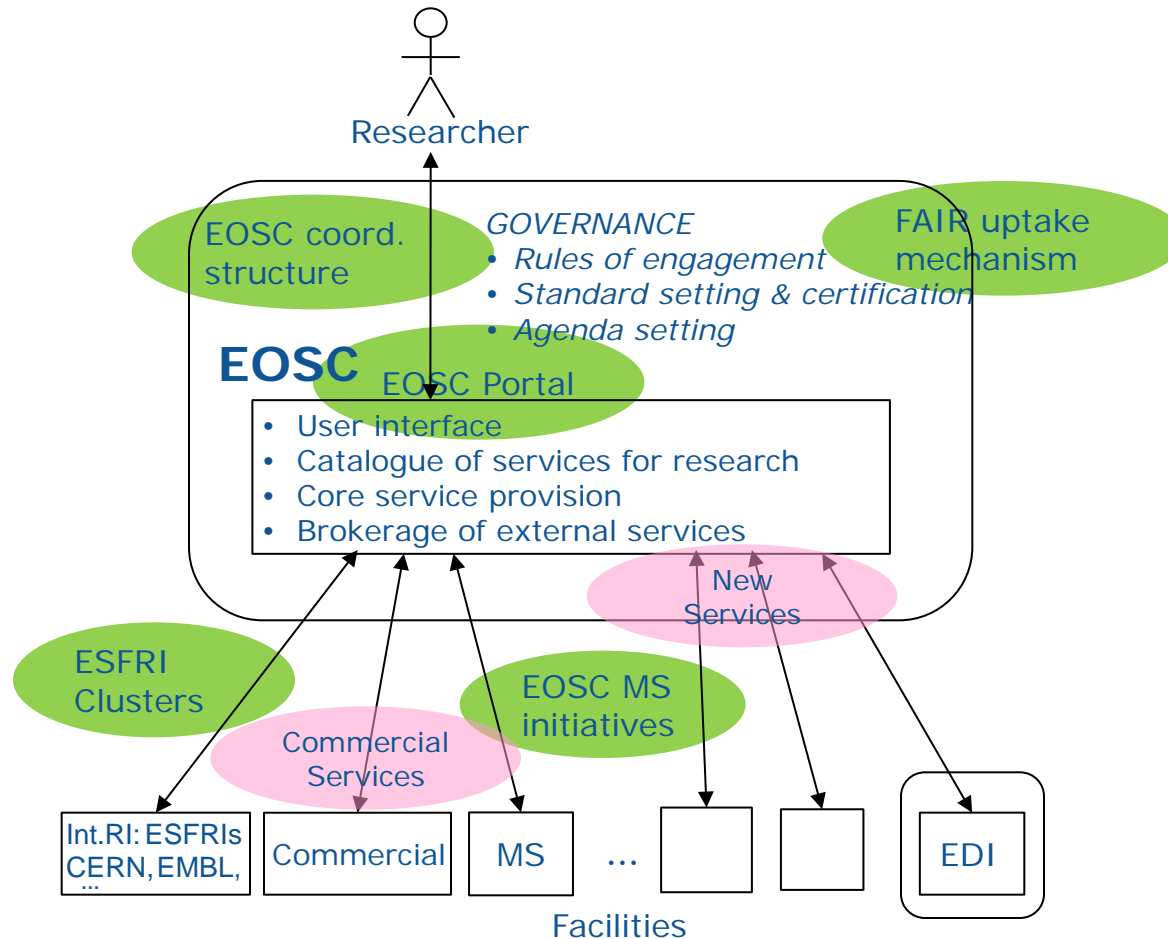 Researcher
EOSC coord.
structure
GOVERNANCE
• Rules of engagement
• Standard setting & certification
• Agenda setting
FAIR uptake
mechanism
EOSC
EOSC Portal
• User interface
• Catalogue of services for research
• Core service provision
• Brokerage of external services
New
Services
ESFRI
Clusters
EOSC MS
initiatives
Commercial
Services
Int.RI: ESFRIs
CERN, EMBL,
...
Commercial
MS
...
EDI
Facilities